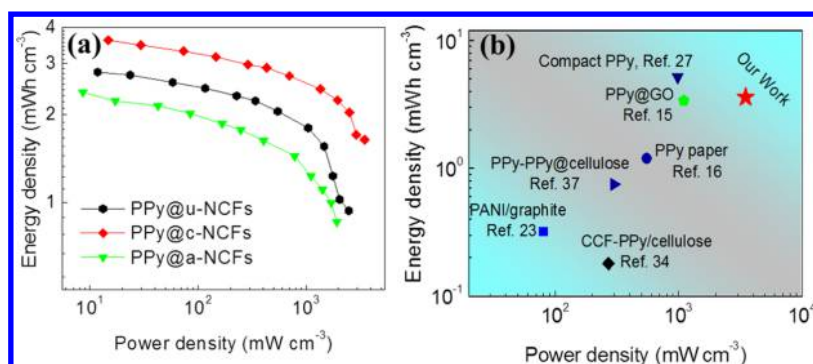 (a)
Energy density (mWh cm⁻³)
4
3
2
1
PPy@u-NCFs
PPy@c-NCFs
PPy@a-NCFs
10¹ 10² 10³
Power density (mW cm⁻³)
(b)
Energy density (mWh cm⁻³)
10¹
10⁰
10⁻¹
Compact PPy, Ref. 27
Our Work
PPy@GO
Ref. 15
PPy paper
Ref. 16
PPy-PPy@cellulose
Ref. 37
PANI/graphite
Ref. 23
CCF-PPy/cellulose
Ref. 34
10² 10³ 10⁴
Power density (mW cm⁻³)